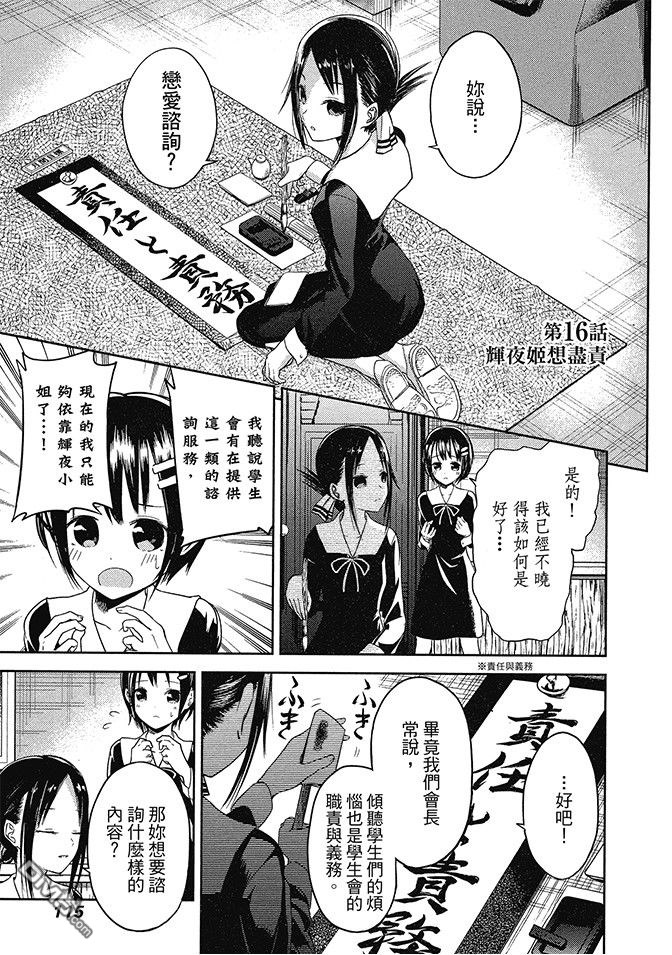 妳說…
戀愛諮詢？
責任と責務
第16話
輝夜姬想盡責
是的！
我已經不曉
得該如何是
好了…
我聽說學生
會有在提供
這一類的諮
詢服務，
現在的我只能
夠依靠輝夜小
姐了…！
※責任與義務
責任と責務
…好吧！
畢竟我們會長
常說，
傾聽學生們的煩
惱也是學生會的
職責與義務。
ふき
ふき
那妳想要諮
詢什麼樣的
內容？
115